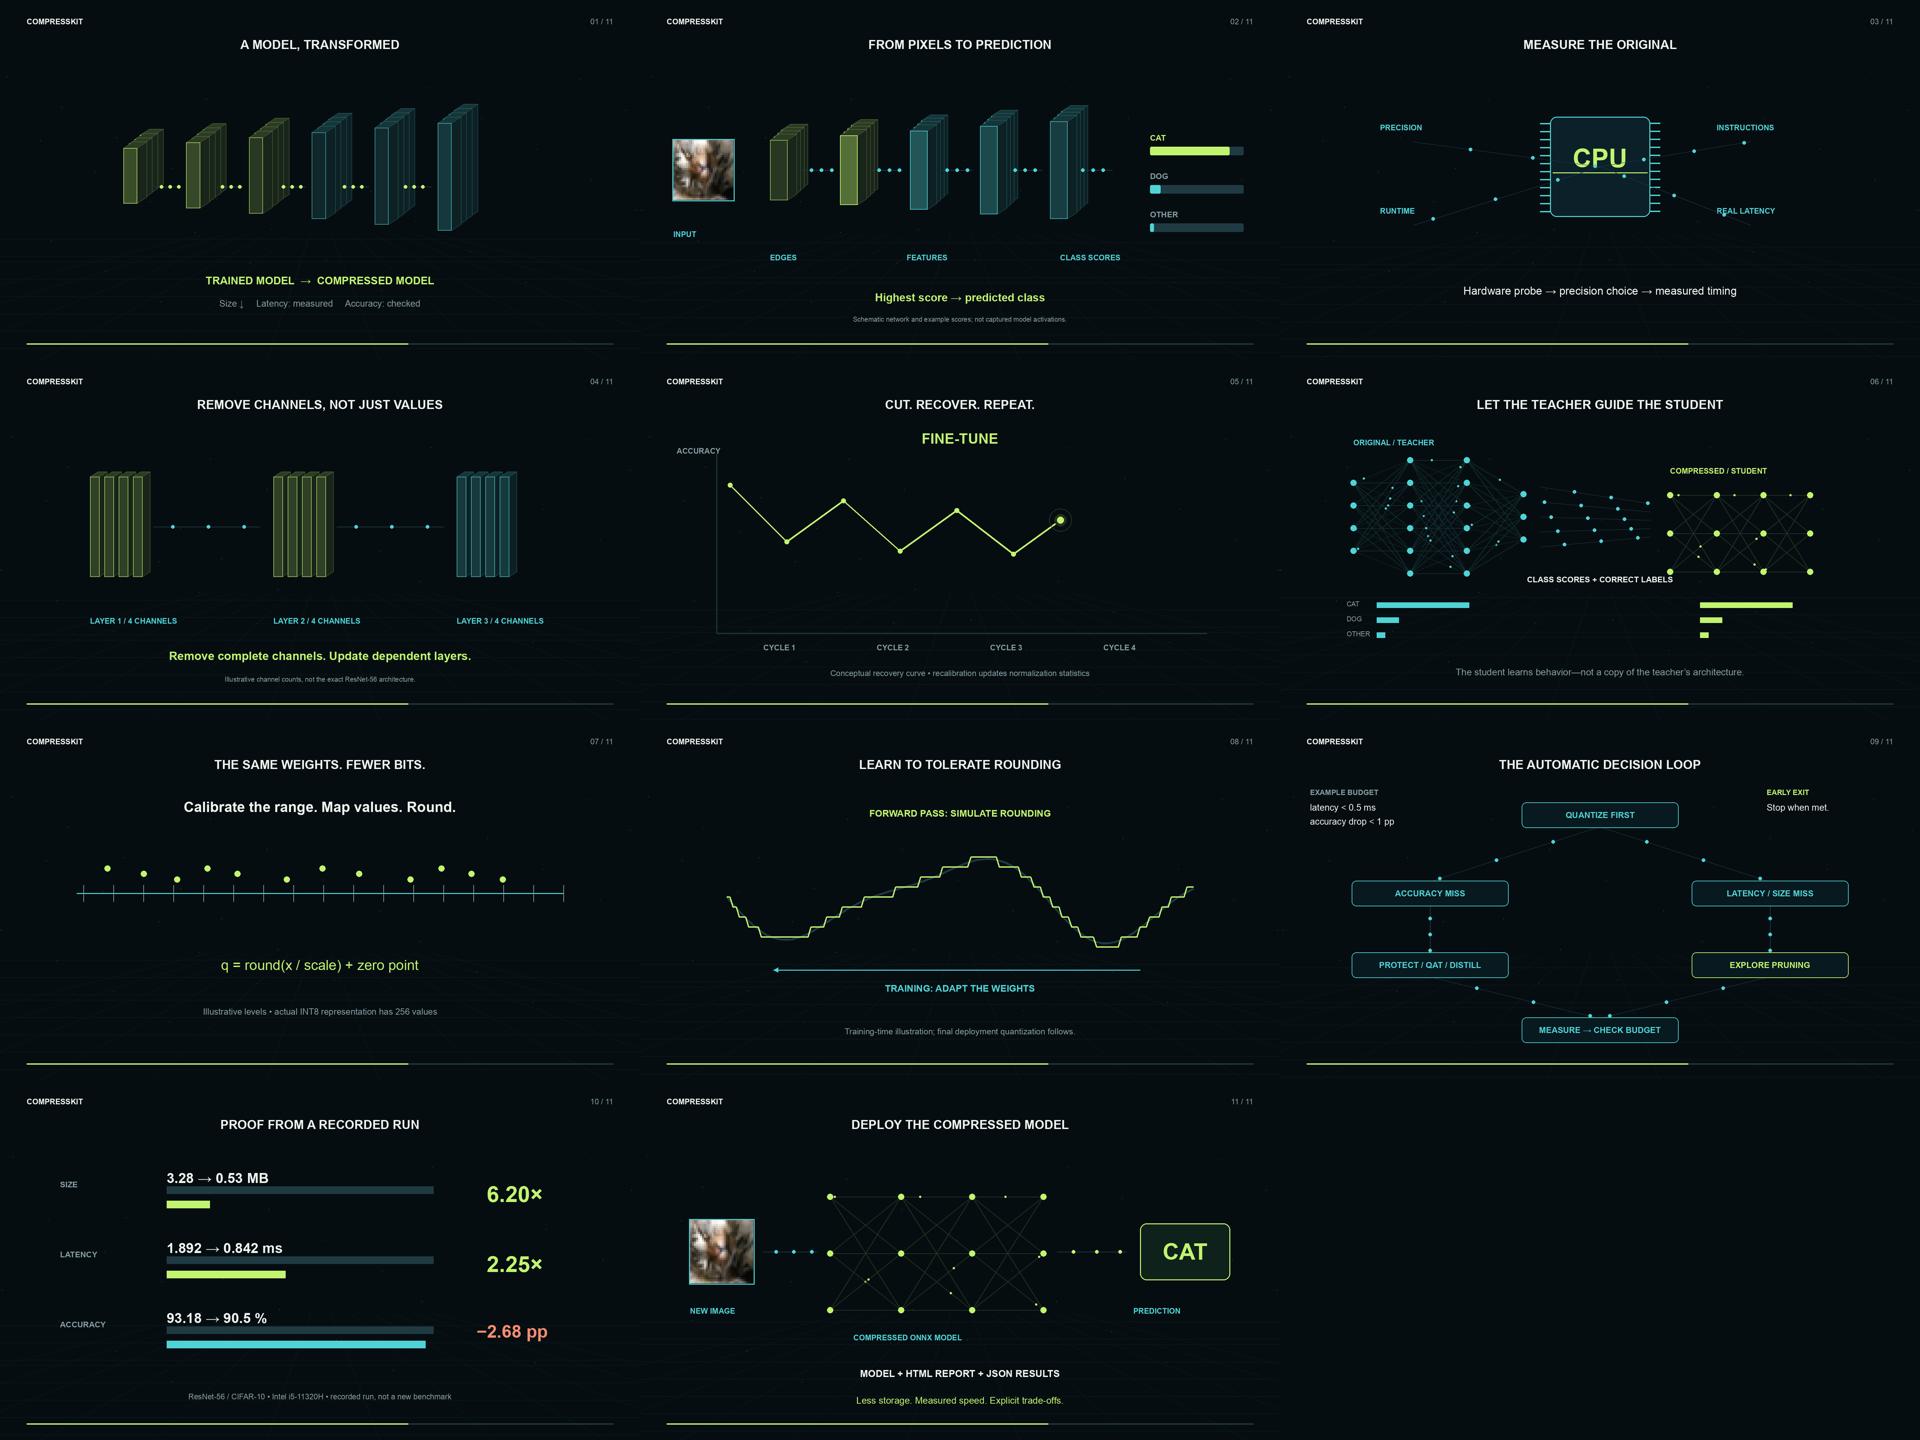 COMPRESSKIT
01 / 11
A MODEL, TRANSFORMED
TRAINED MODEL → COMPRESSED MODEL
Size ↓ Latency: measured Accuracy: checked
COMPRESSKIT
02 / 11
FROM PIXELS TO PREDICTION
CAT
DOG
OTHER
INPUT
EDGES
FEATURES
CLASS SCORES
Highest score → predicted class
Schematic network and example scores; not captured model activations.
COMPRESSKIT
03 / 11
MEASURE THE ORIGINAL
PRECISION
INSTRUCTIONS
CPU
RUNTIME
REAL LATENCY
Hardware probe → precision choice → measured timing
COMPRESSKIT
04 / 11
REMOVE CHANNELS, NOT JUST VALUES
LAYER 1 / 4 CHANNELS
LAYER 2 / 4 CHANNELS
LAYER 3 / 4 CHANNELS
Remove complete channels. Update dependent layers.
Illustrative channel counts, not the exact ResNet-56 architecture.
COMPRESSKIT
05 / 11
CUT. RECOVER. REPEAT.
FINE-TUNE
ACCURACY
CYCLE 1
CYCLE 2
CYCLE 3
CYCLE 4
Conceptual recovery curve • recalibration updates normalization statistics
COMPRESSKIT
06 / 11
LET THE TEACHER GUIDE THE STUDENT
ORIGINAL / TEACHER
COMPRESSED / STUDENT
CLASS SCORES + CORRECT LABELS
CAT
DOG
OTHER
The student learns behavior—not a copy of the teacher’s architecture.
COMPRESSKIT
07 / 11
THE SAME WEIGHTS. FEWER BITS.
Calibrate the range. Map values. Round.
q = round(x / scale) + zero point
Illustrative levels • actual INT8 representation has 256 values
COMPRESSKIT
08 / 11
LEARN TO TOLERATE ROUNDING
FORWARD PASS: SIMULATE ROUNDING
TRAINING: ADAPT THE WEIGHTS
Training-time illustration; final deployment quantization follows.
COMPRESSKIT
09 / 11
THE AUTOMATIC DECISION LOOP
EXAMPLE BUDGET
latency < 0.5 ms
accuracy drop < 1 pp
EARLY EXIT
Stop when met.
QUANTIZE FIRST
ACCURACY MISS
LATENCY / SIZE MISS
PROTECT / QAT / DISTILL
EXPLORE PRUNING
MEASURE → CHECK BUDGET
COMPRESSKIT
10 / 11
PROOF FROM A RECORDED RUN
SIZE
3.28 → 0.53 MB
6.20×
LATENCY
1.892 → 0.842 ms
2.25×
ACCURACY
93.18 → 90.5 %
−2.68 pp
ResNet-56 / CIFAR-10 • Intel i5-11320H • recorded run, not a new benchmark
COMPRESSKIT
11 / 11
DEPLOY THE COMPRESSED MODEL
CAT
NEW IMAGE
PREDICTION
COMPRESSED ONNX MODEL
MODEL + HTML REPORT + JSON RESULTS
Less storage. Measured speed. Explicit trade-offs.